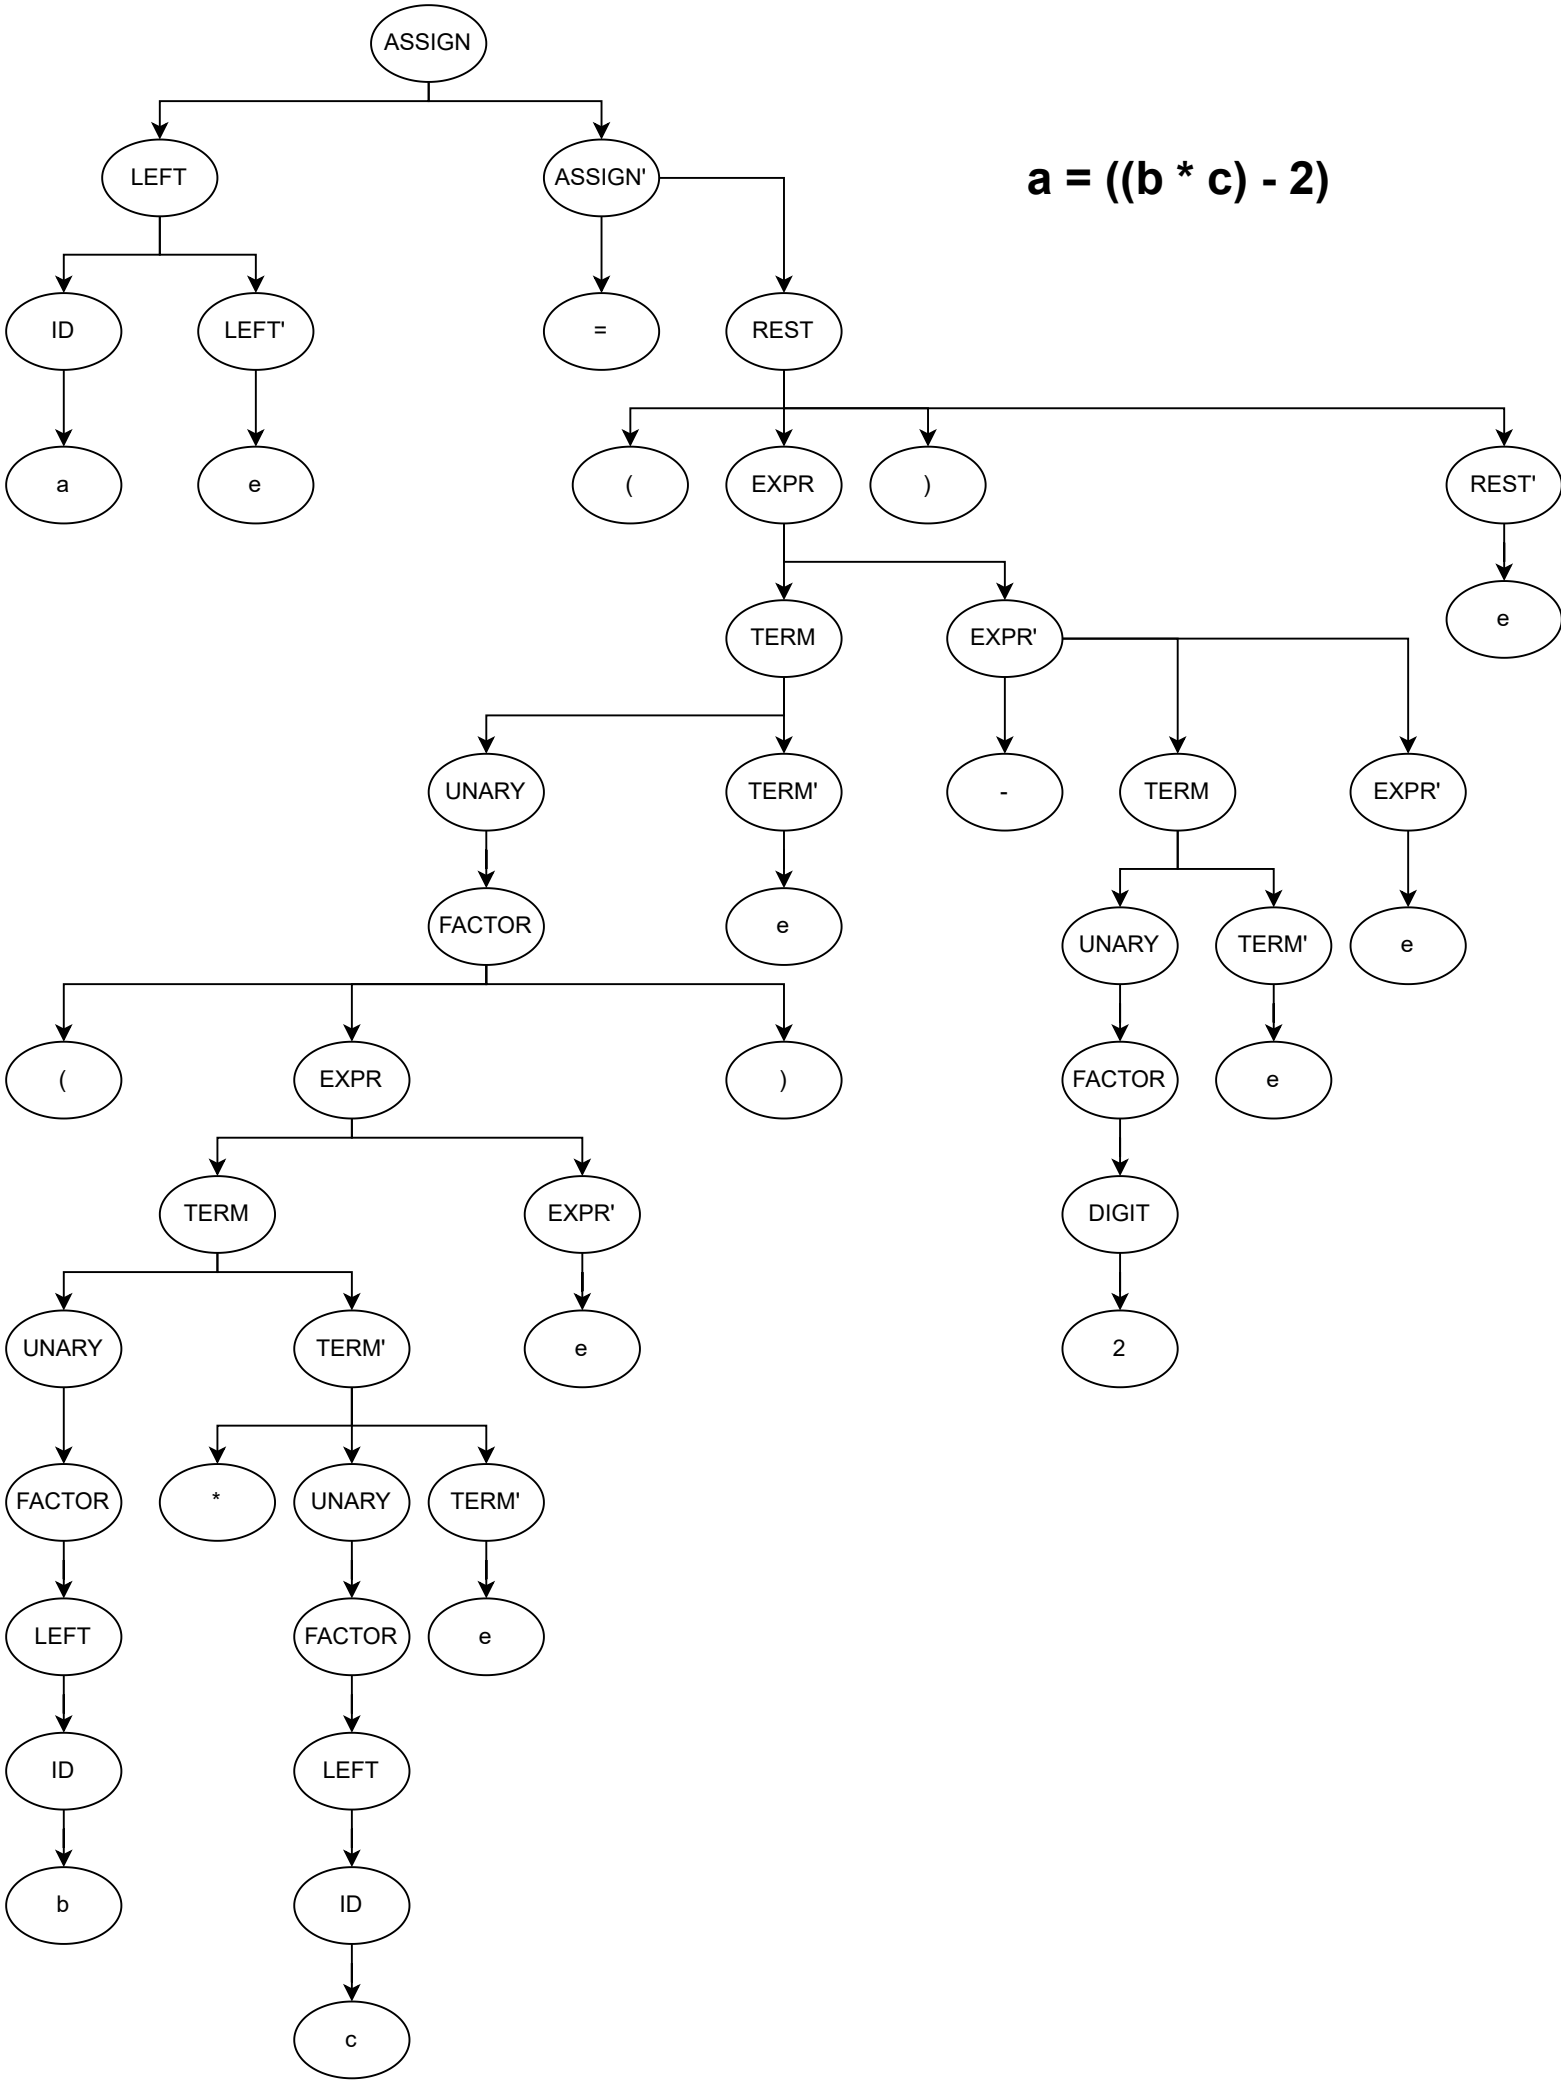 ASSIGN
LEFT ASSIGN' a = ((b * c) - 2)
ID LEFT' = REST
a e ( EXPR ) REST'
e
TERM EXPR'
UNARY TERM' - TERM EXPR'
FACTOR e UNARY TERM' e
( EXPR ) FACTOR e
TERM EXPR' DIGIT
UNARY TERM' e 2
FACTOR * UNARY TERM'
LEFT FACTOR e
ID LEFT
b ID
c